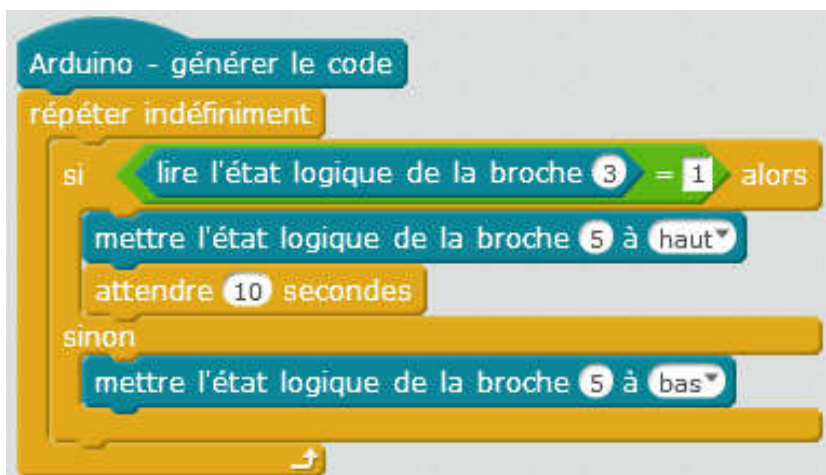 Arduino - générer le code
répéter indéfiniment
si lire l'état logique de la broche 3 = 1 alors
mettre l'état logique de la broche 5 à haut
attendre 10 secondes
sinon
mettre l'état logique de la broche 5 à bas